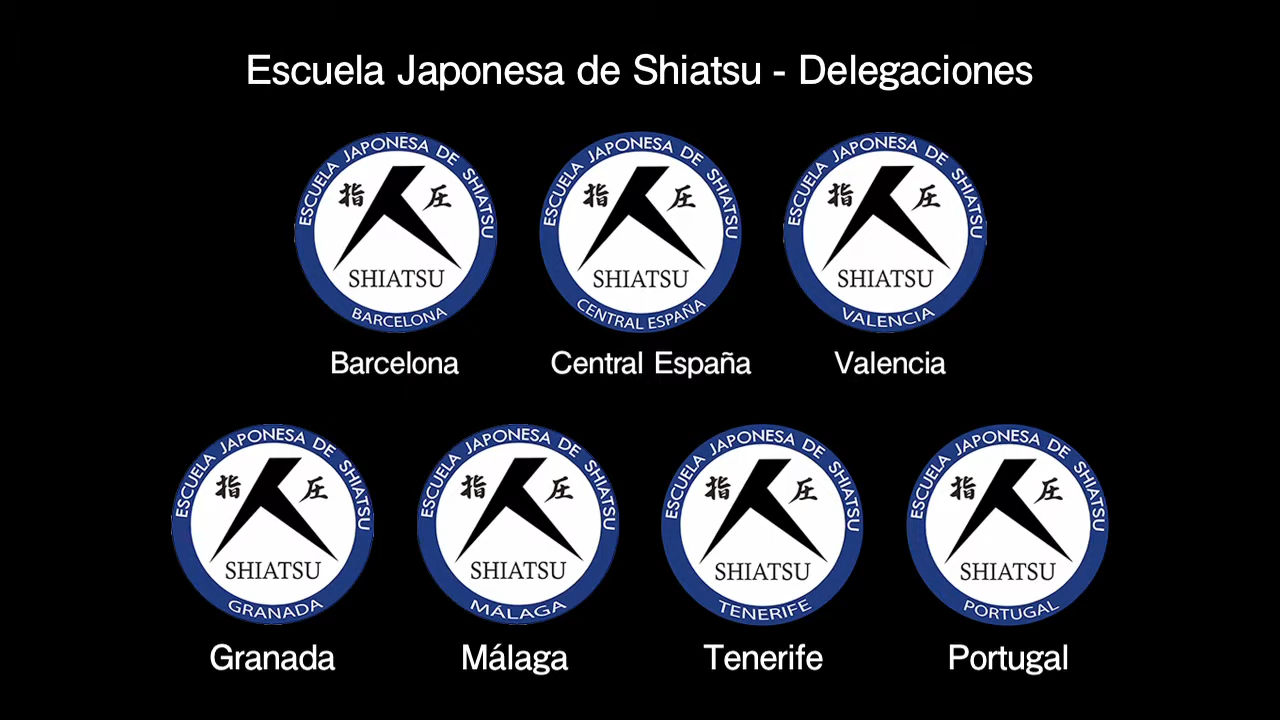 Escuela Japonesa de Shiatsu - Delegaciones
ESCUELA JAPONESA DE SHIATSU
指 圧
SHIATSU
BARCELONA
Barcelona
ESCUELA JAPONESA DE SHIATSU
指 圧
SHIATSU
CENTRAL ESPAÑA
Central España
ESCUELA JAPONESA DE SHIATSU
指 圧
SHIATSU
VALENCIA
Valencia
ESCUELA JAPONESA DE SHIATSU
指 圧
SHIATSU
GRANADA
Granada
ESCUELA JAPONESA DE SHIATSU
指 圧
SHIATSU
MÁLAGA
Málaga
ESCUELA JAPONESA DE SHIATSU
指 圧
SHIATSU
TENERIFE
Tenerife
ESCUELA JAPONESA DE SHIATSU
指 圧
SHIATSU
PORTUGAL
Portugal